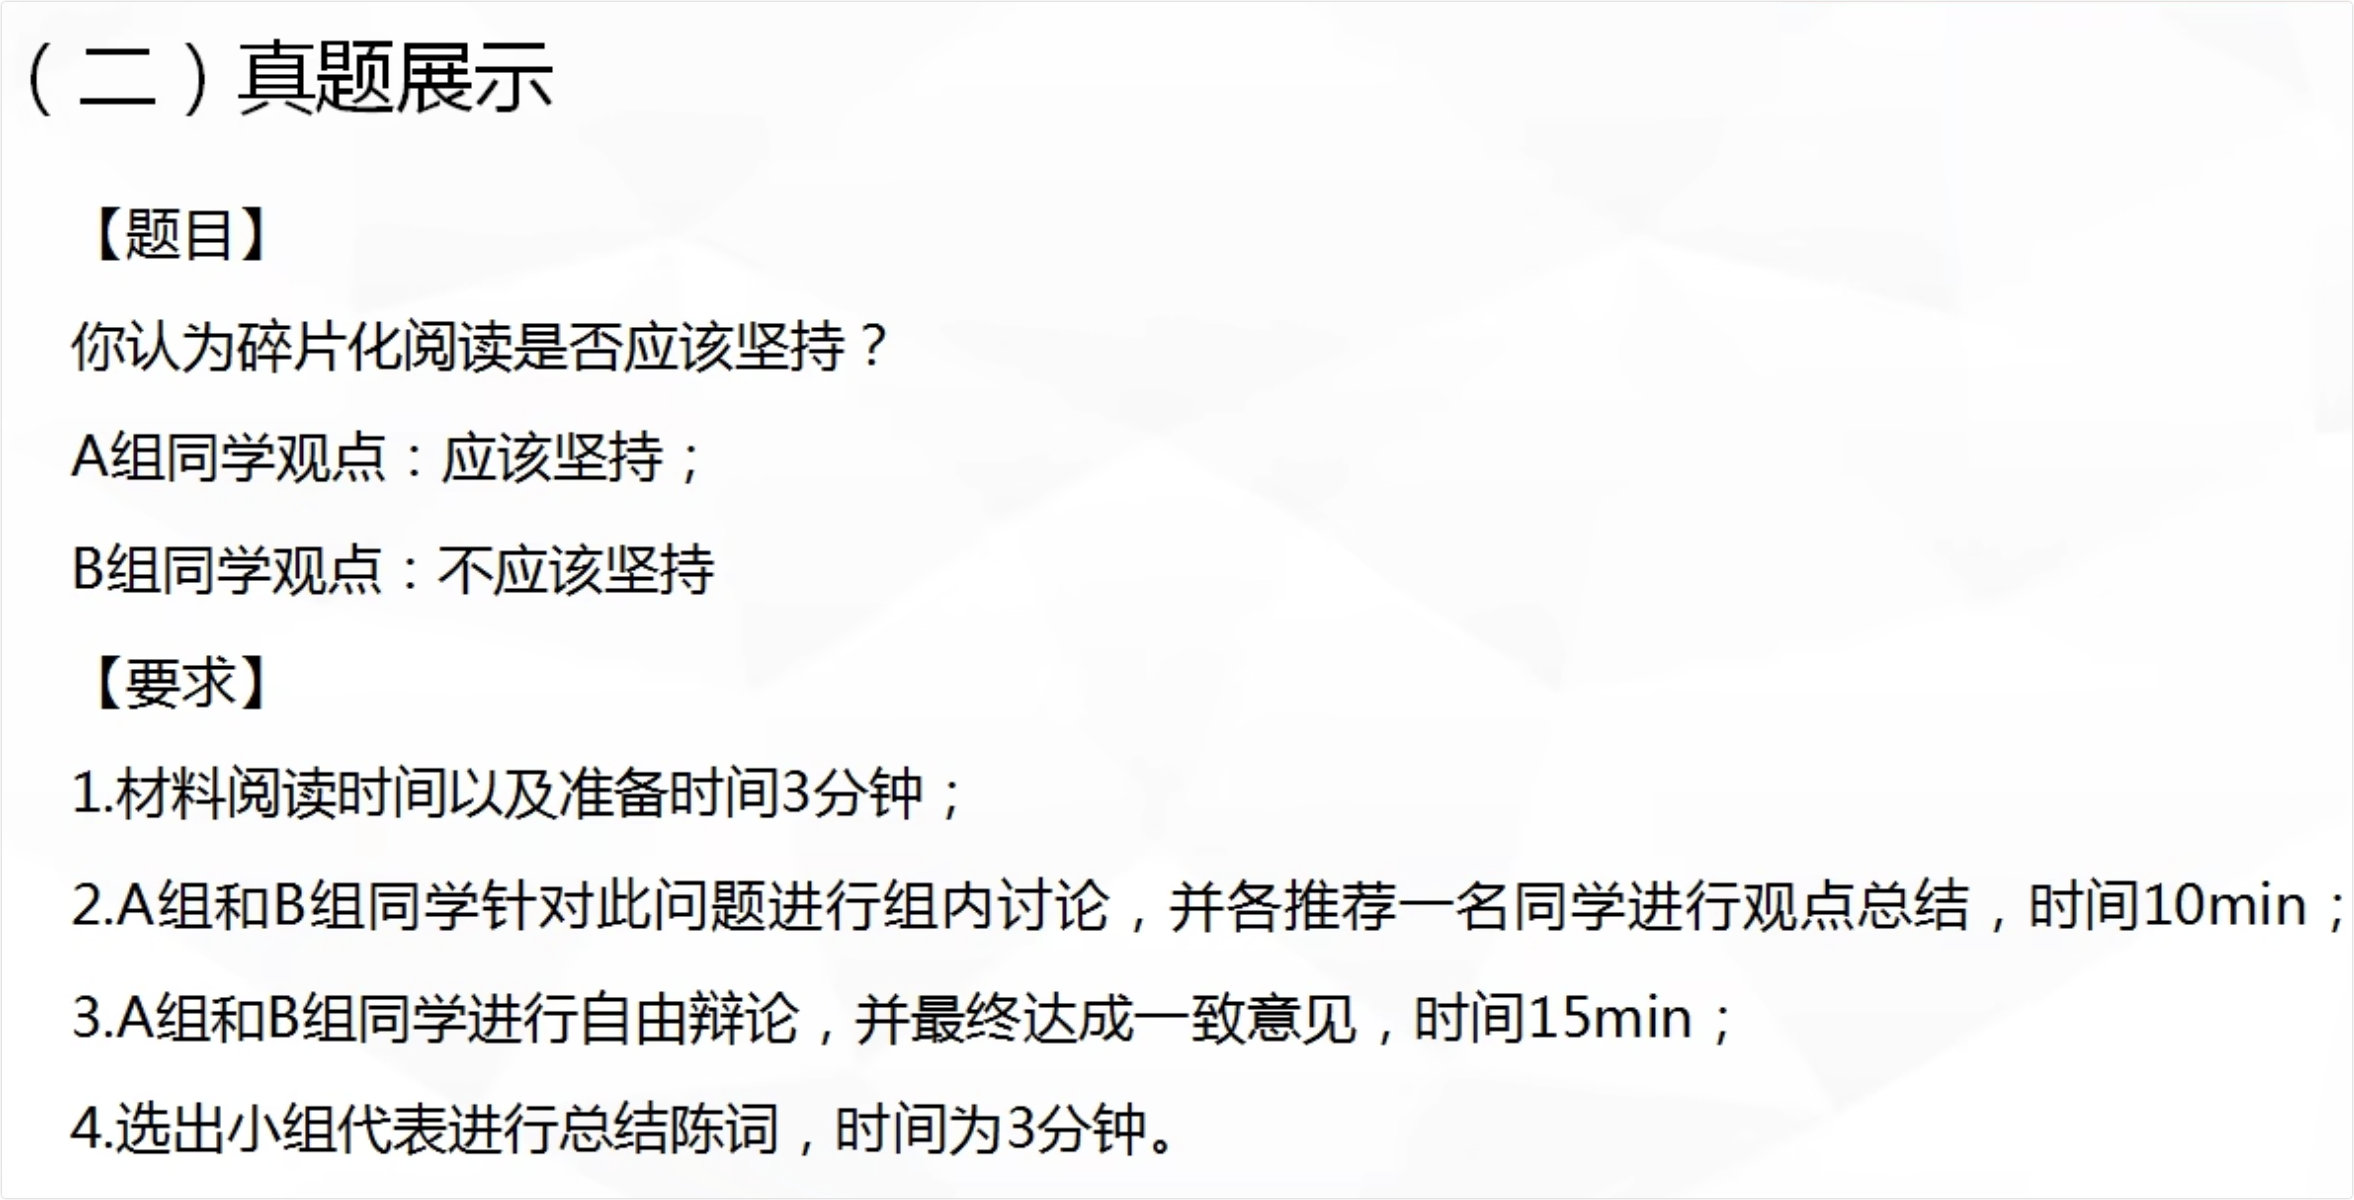 （二）真题展示
【题目】
你认为碎片化阅读是否应该坚持？
A组同学观点：应该坚持；
B组同学观点：不应该坚持
【要求】
1.材料阅读时间以及准备时间3分钟；
2.A组和B组同学针对此问题进行组内讨论，并各推荐一名同学进行观点总结，时间10min；
3.A组和B组同学进行自由辩论，并最终达成一致意见，时间15min；
4.选出小组代表进行总结陈词，时间为3分钟。